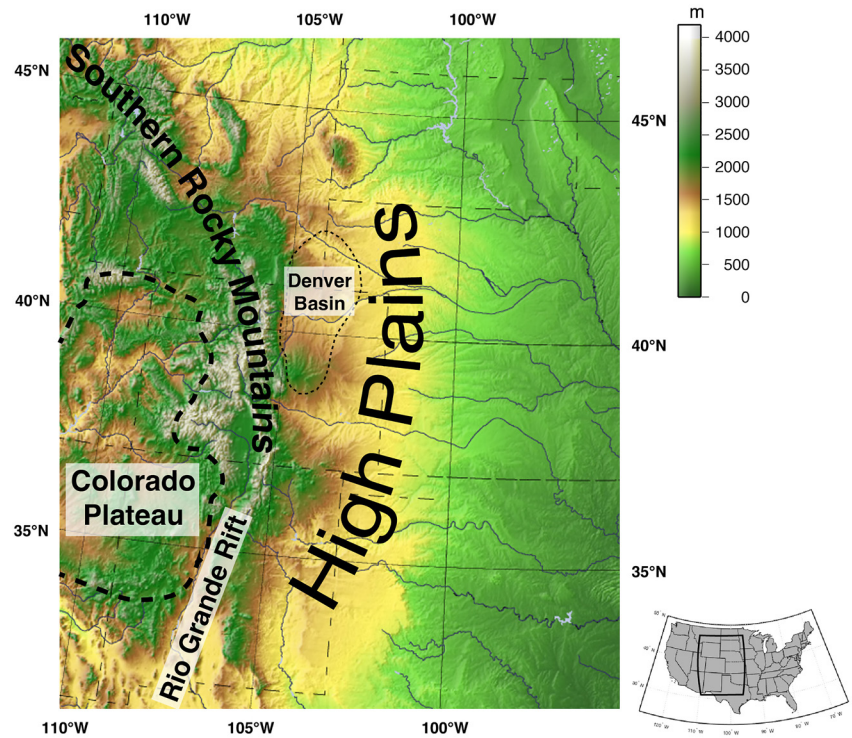 110°W 105°W 100°W
m
45°N
4000
3500
3000
2500
2000
1500
1000
500
0
45°N
Southern Rocky Mountains
High Plains
Denver
Basin
40°N
40°N
Colorado
Plateau
35°N
35°N
Rio Grande Rift
110°W 105°W 100°W